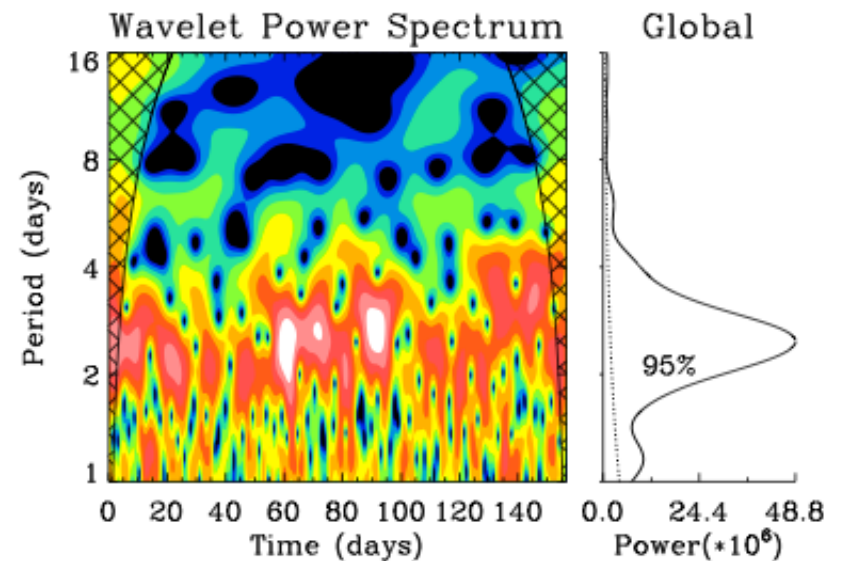 Wavelet Power Spectrum
Global
16
8
4
2
1
Period (days)
0 20 40 60 80 100 120 140
Time (days)
95%
0.0 24.4 48.8
Power(*10⁶)